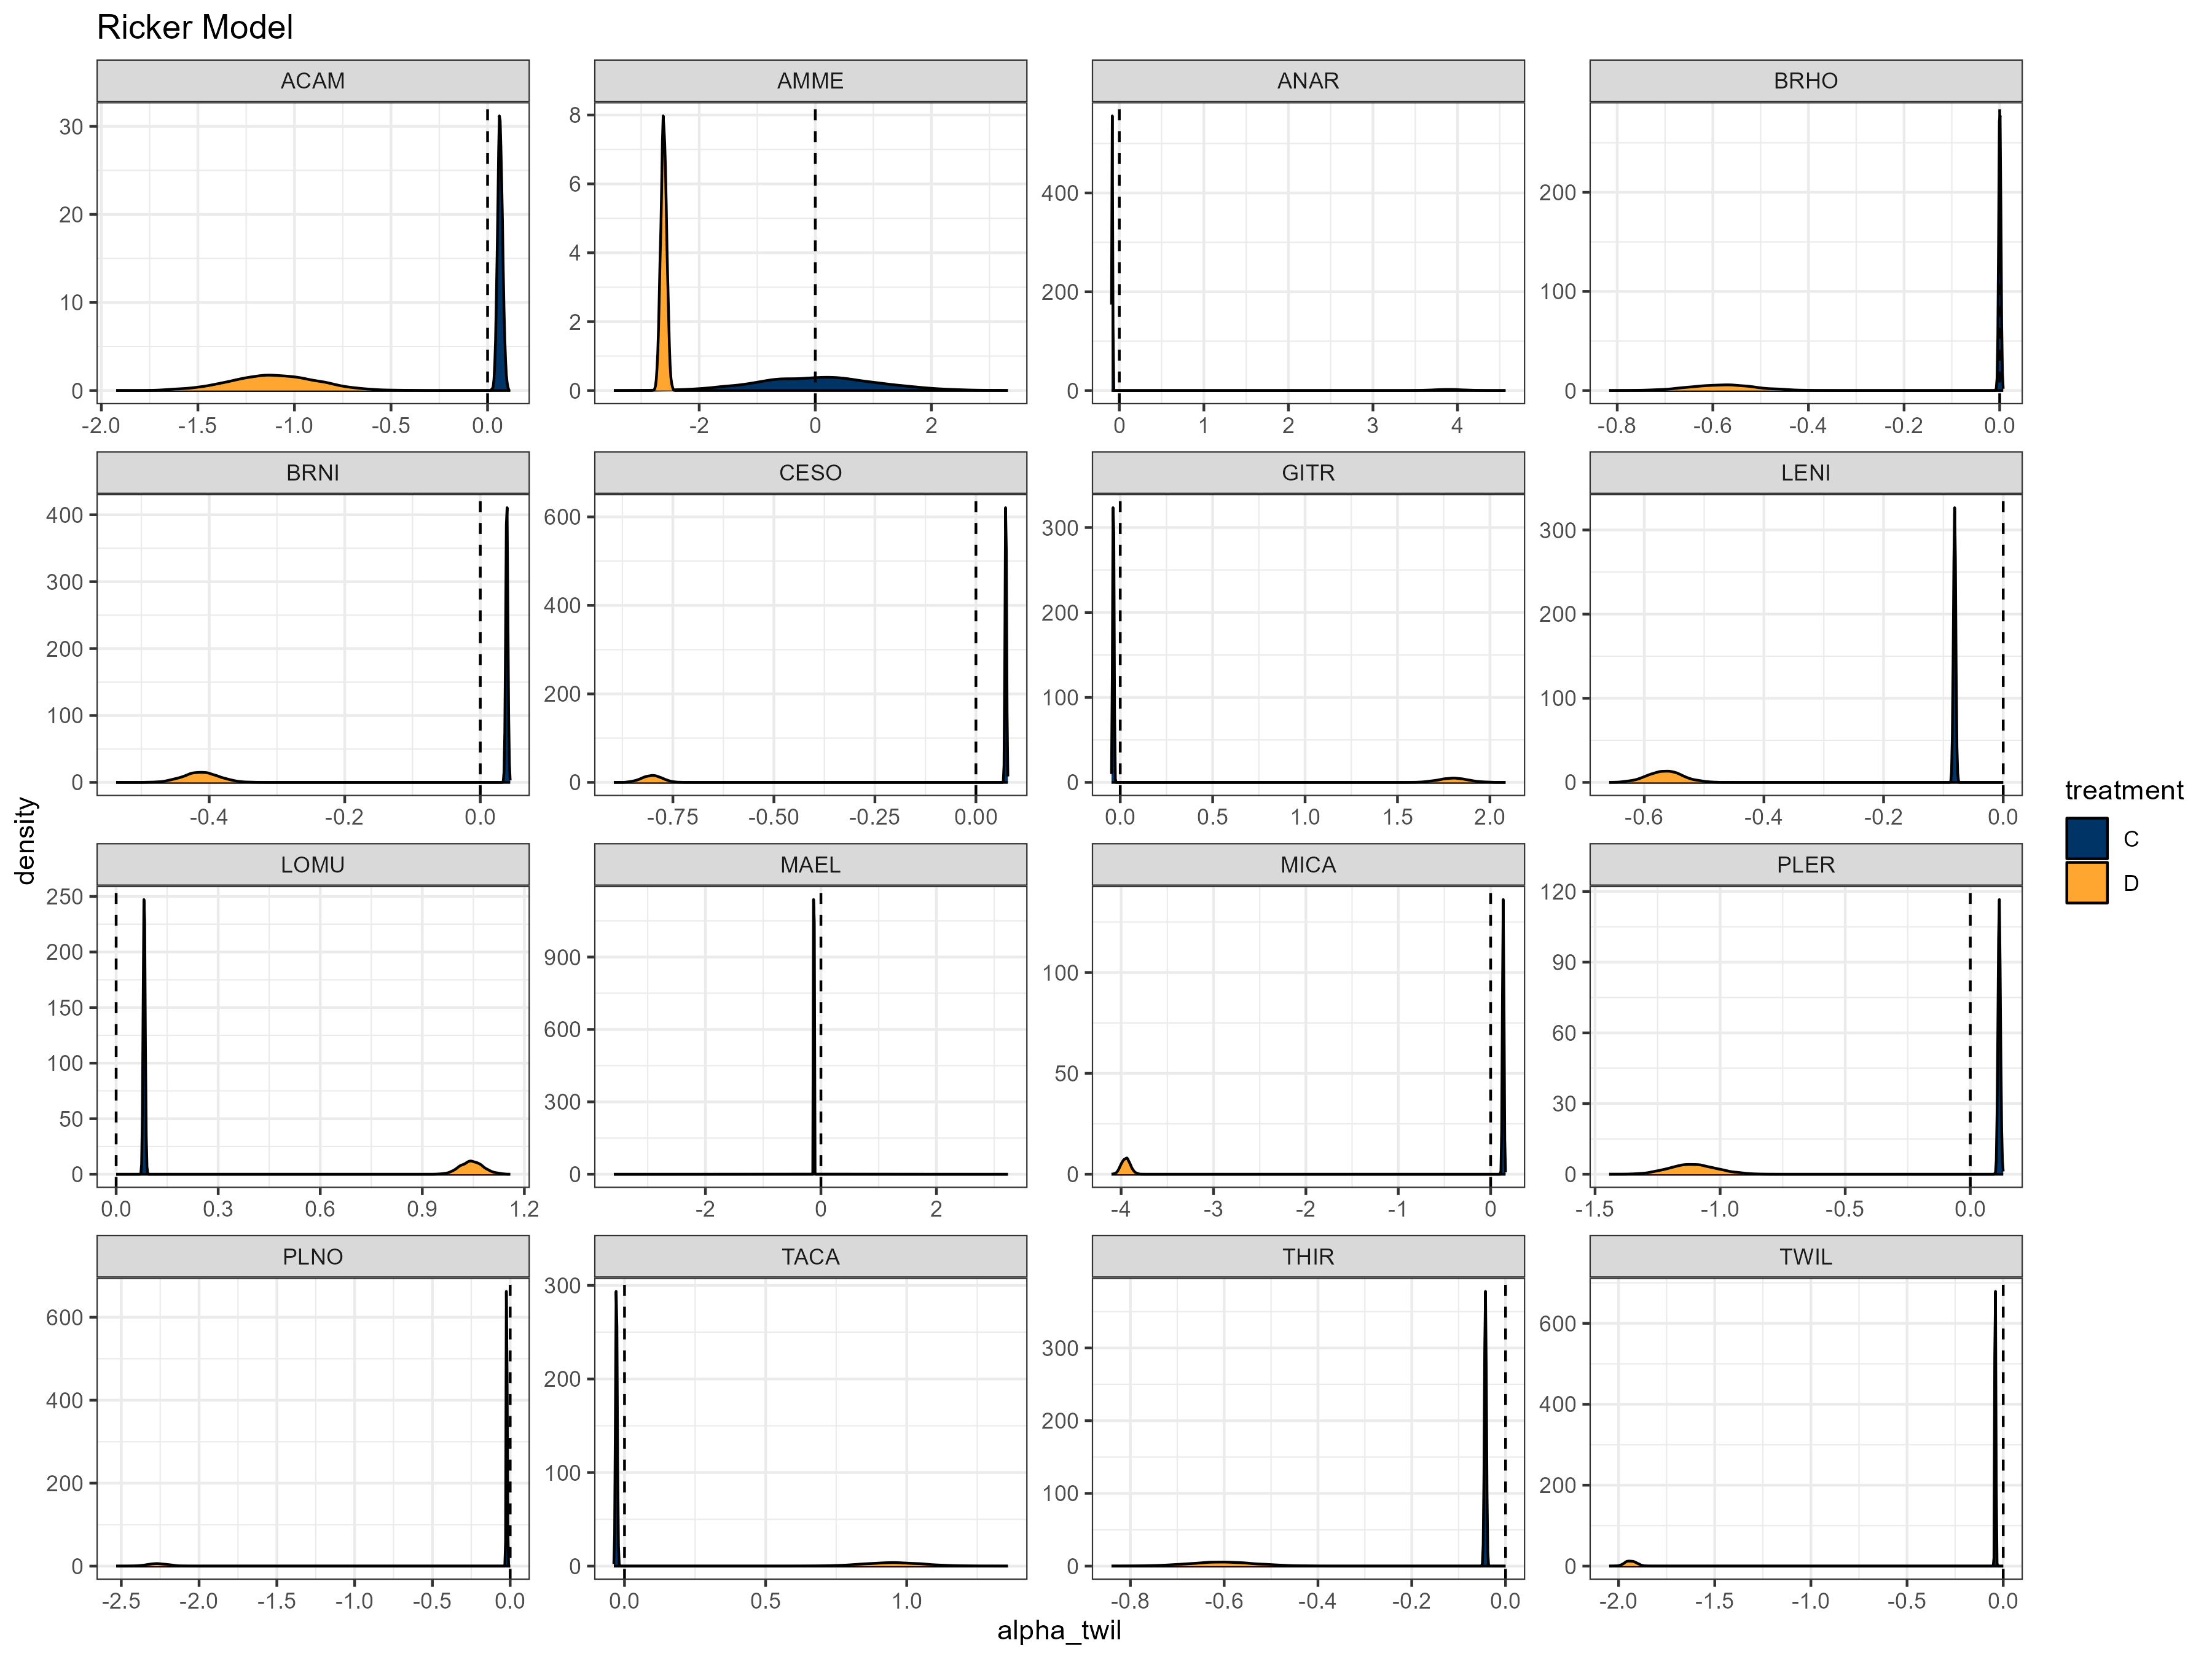 Ricker Model
ACAM AMME ANAR BRHO
30 20 10 0
8 6 4 2 0
400 200 0
200 100 0
-2.0 -1.5 -1.0 -0.5 0.0
-2 0 2
0 1 2 3 4
-0.8 -0.6 -0.4 -0.2 0.0
BRNI CESO GITR LENI
400 300 200 100 0
600 400 200 0
300 200 100 0
300 200 100 0
-0.4 -0.2 0.0
-0.75 -0.50 -0.25 0.00
0.0 0.5 1.0 1.5 2.0
-0.6 -0.4 -0.2 0.0
LOMU MAEL MICA PLER
250 200 150 100 50 0
900 600 300 0
100 50 0
120 90 60 30 0
0.0 0.3 0.6 0.9 1.2
-2 0 2
-4 -3 -2 -1 0
-1.5 -1.0 -0.5 0.0
PLNO TACA THIR TWIL
600 400 200 0
300 200 100 0
300 200 100 0
600 400 200 0
-2.5 -2.0 -1.5 -1.0 -0.5 0.0
0.0 0.5 1.0
-0.8 -0.6 -0.4 -0.2 0.0
-2.0 -1.5 -1.0 -0.5 0.0
alpha_twil
density
treatment
C
D